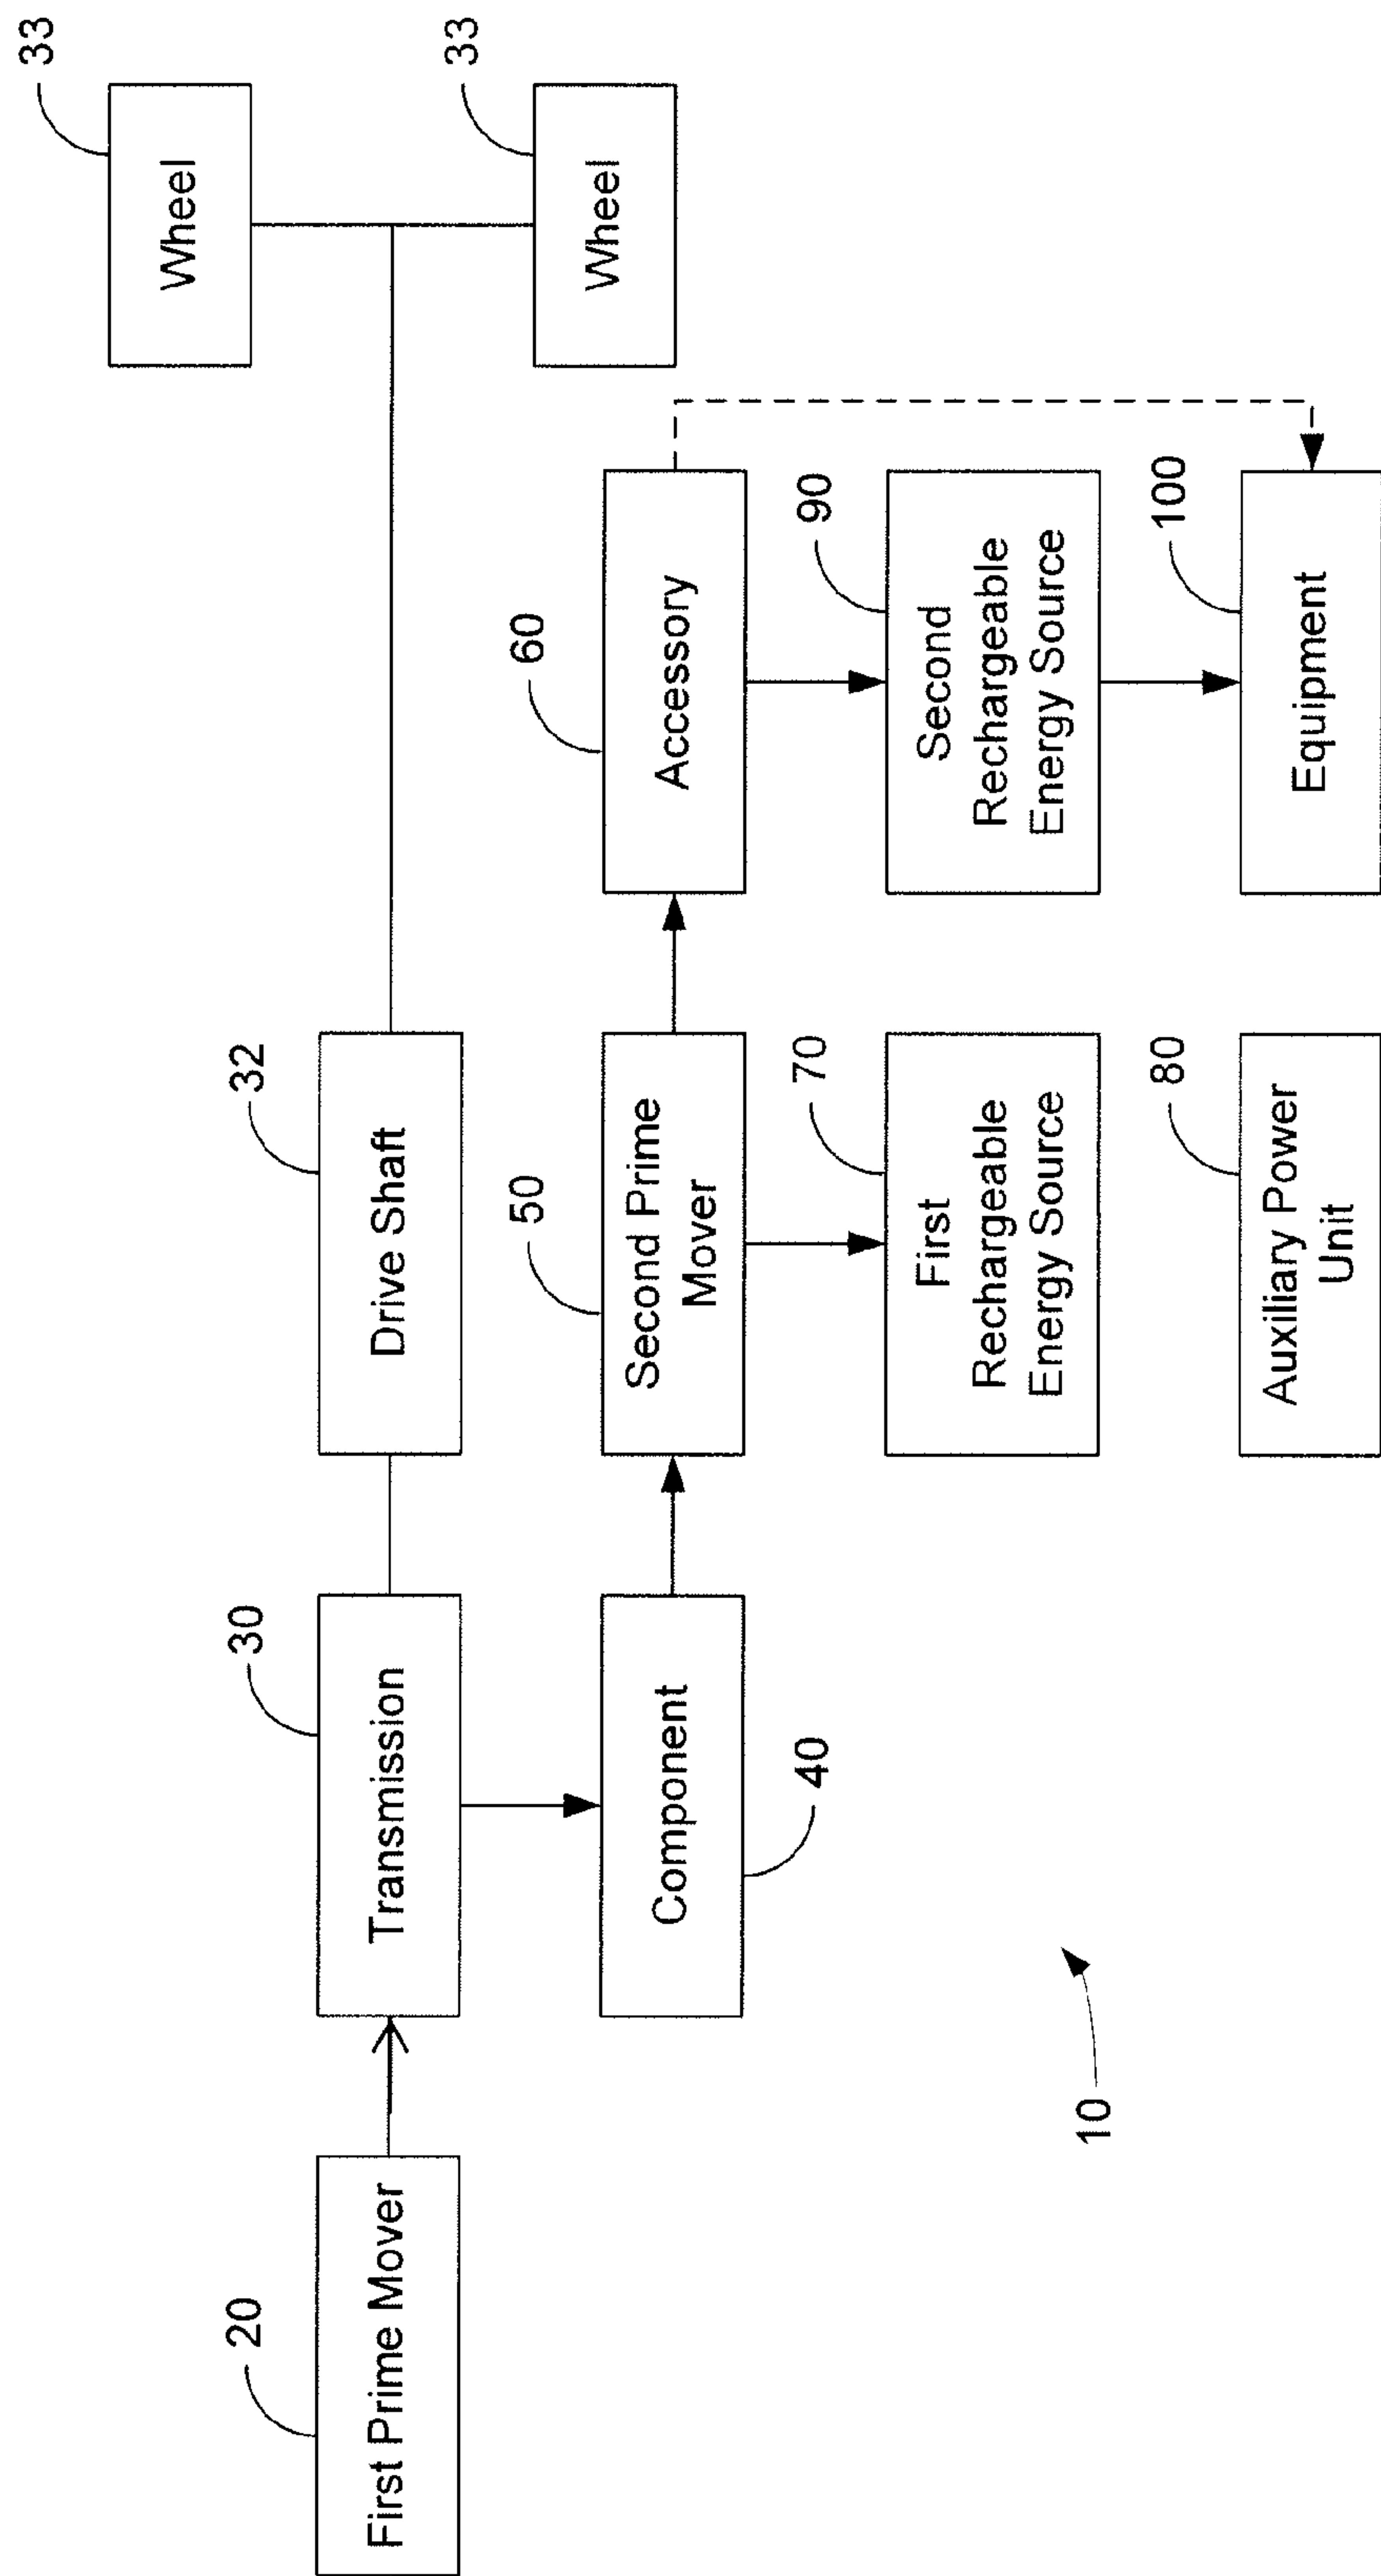 33
Wheel
33
Wheel
20
First Prime Mover
30
Transmission
32
Drive Shaft
Component
40
50
Second Prime
Mover
60
Accessory
70
First
Rechargeable
Energy Source
90
Second
Rechargeable
Energy Source
10
80
Auxiliary Power
Unit
100
Equipment